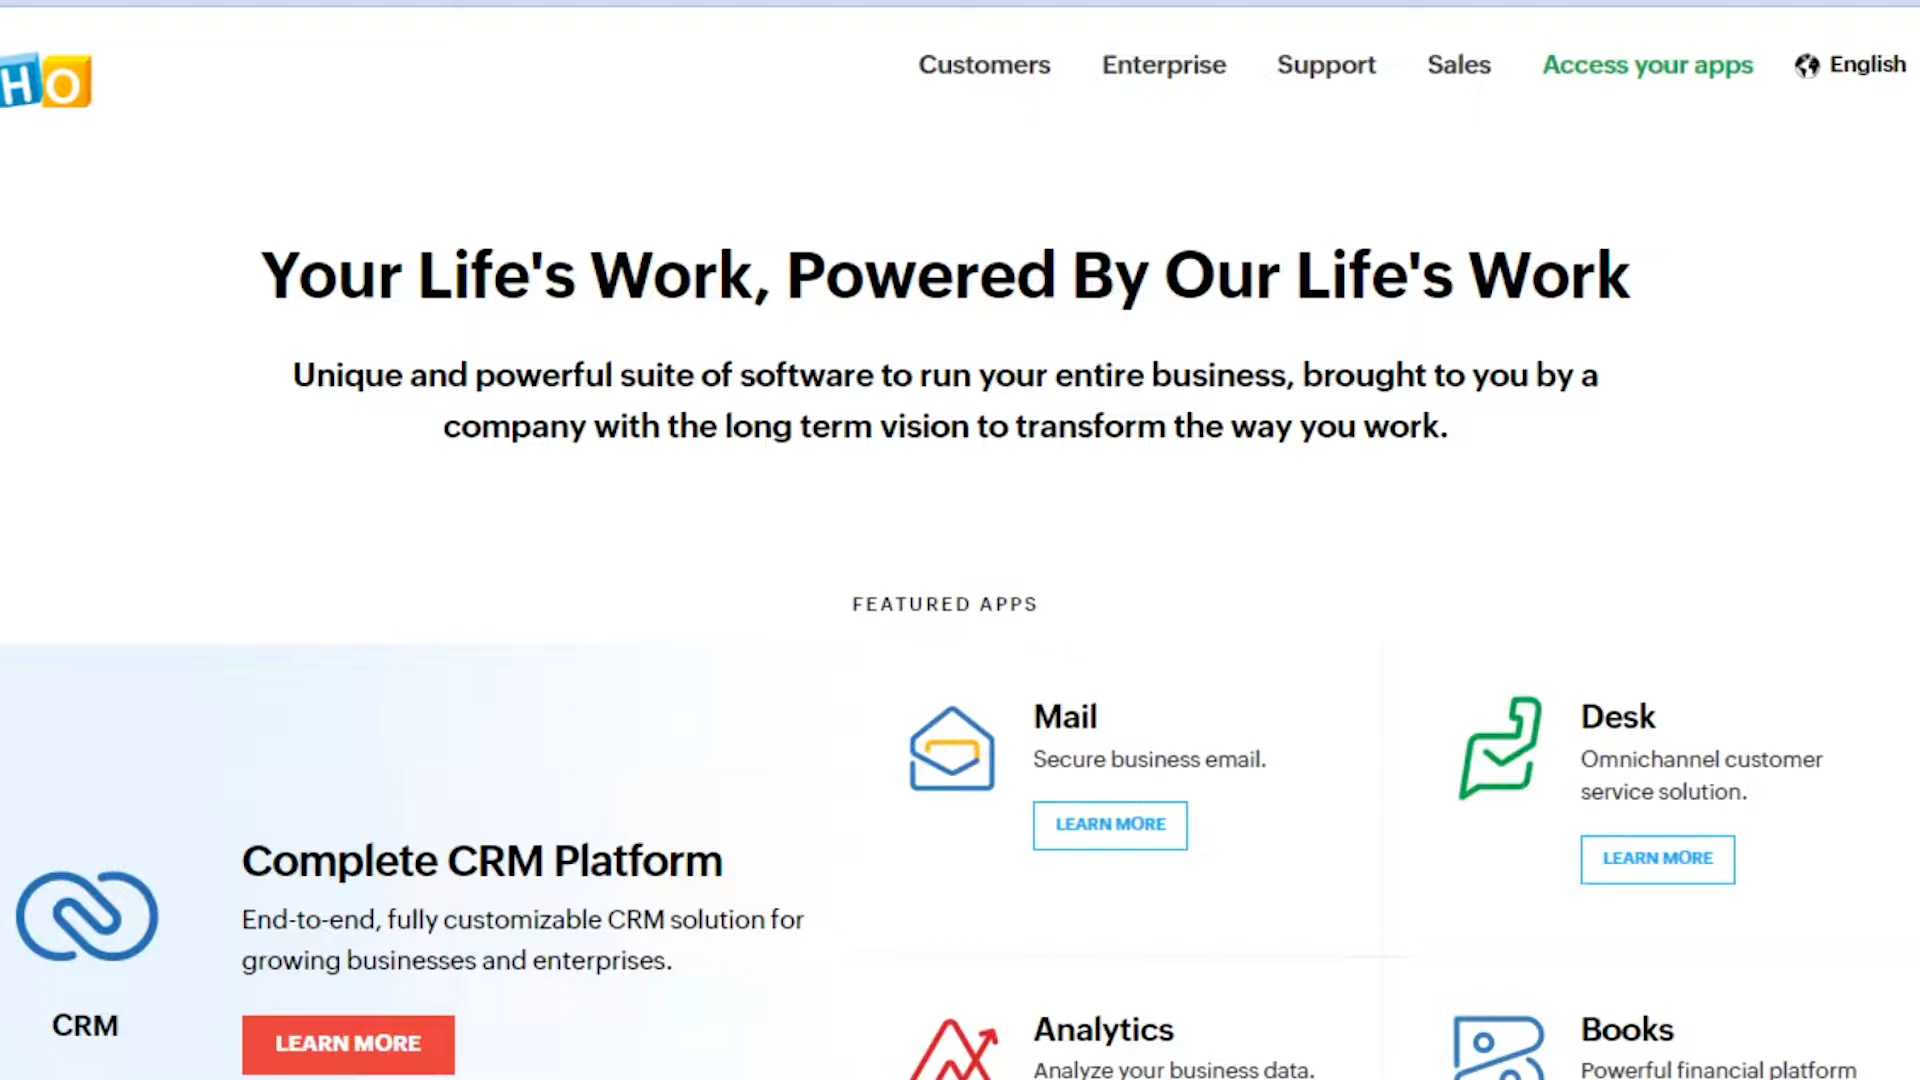 HO
Customers Enterprise Support Sales Access your apps English
Your Life's Work, Powered By Our Life's Work
Unique and powerful suite of software to run your entire business, brought to you by a
company with the long term vision to transform the way you work.
FEATURED APPS
CRM
Complete CRM Platform
End-to-end, fully customizable CRM solution for
growing businesses and enterprises.
LEARN MORE
Mail
Secure business email.
LEARN MORE
Desk
Omnichannel customer
service solution.
LEARN MORE
Analytics
Analyze your business data.
Books
Powerful financial platform